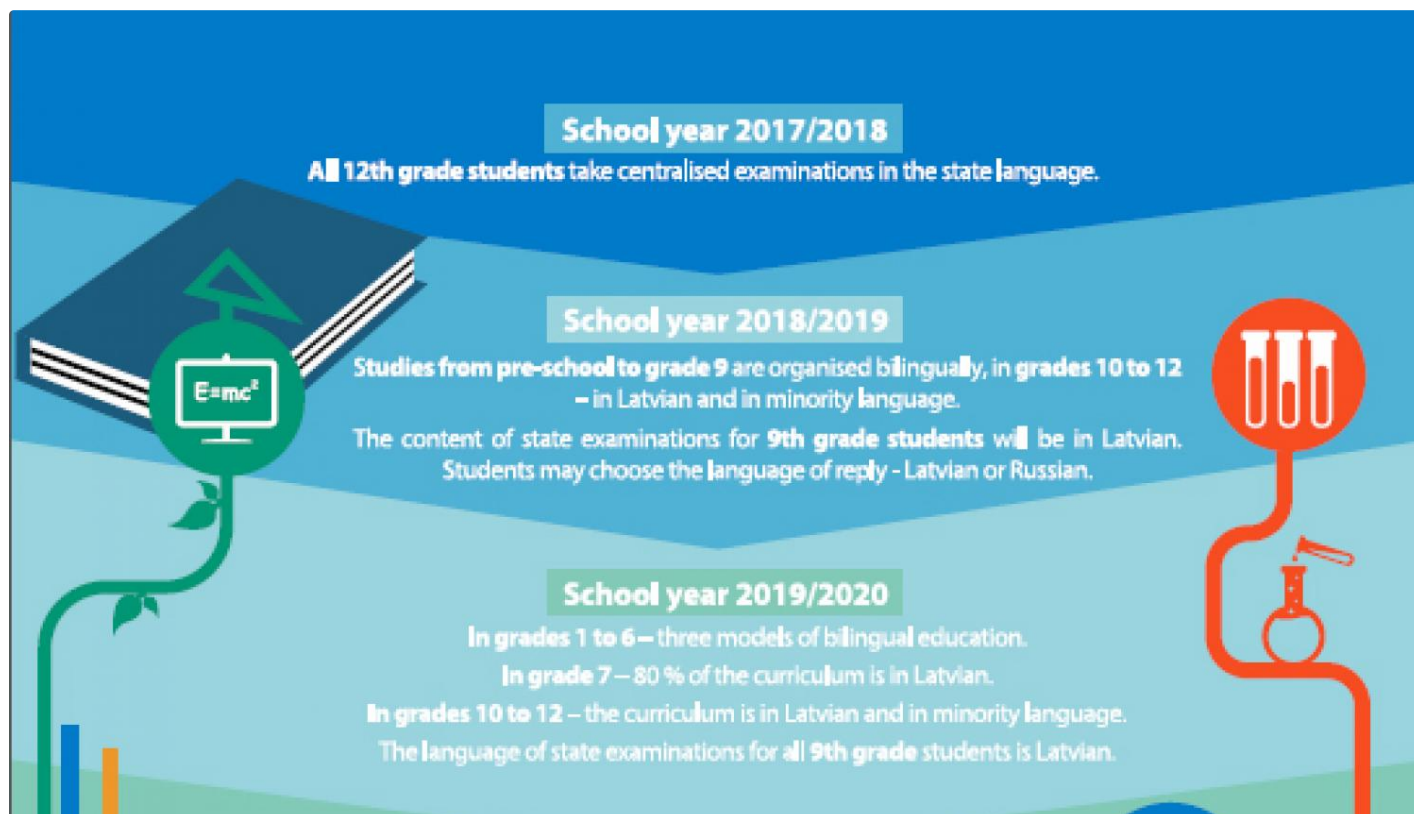 School year 2017/2018
All 12th grade students take centralised examinations in the state language.
School year 2018/2019
Studies from pre-school to grade 9 are organised bilingually, in grades 10 to 12
– in Latvian and in minority language.
The content of state examinations for 9th grade students will be in Latvian.
Students may choose the language of reply - Latvian or Russian.
E=mc²
School year 2019/2020
In grades 1 to 6 – three models of bilingual education.
In grade 7 – 80 % of the curriculum is in Latvian.
In grades 10 to 12 – the curriculum is in Latvian and in minority language.
The language of state examinations for all 9th grade students is Latvian.